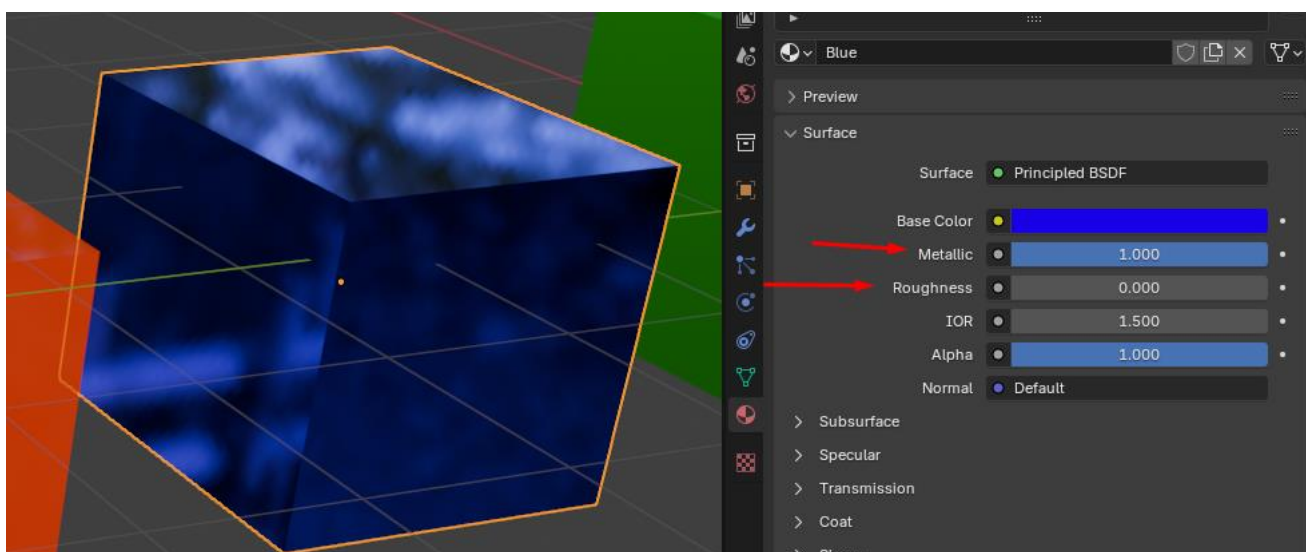 Blue
Preview
Surface
Surface Principled BSDF
Base Color
Metallic 1.000
Roughness 0.000
IOR 1.500
Alpha 1.000
Normal Default
Subsurface
Specular
Transmission
Coat